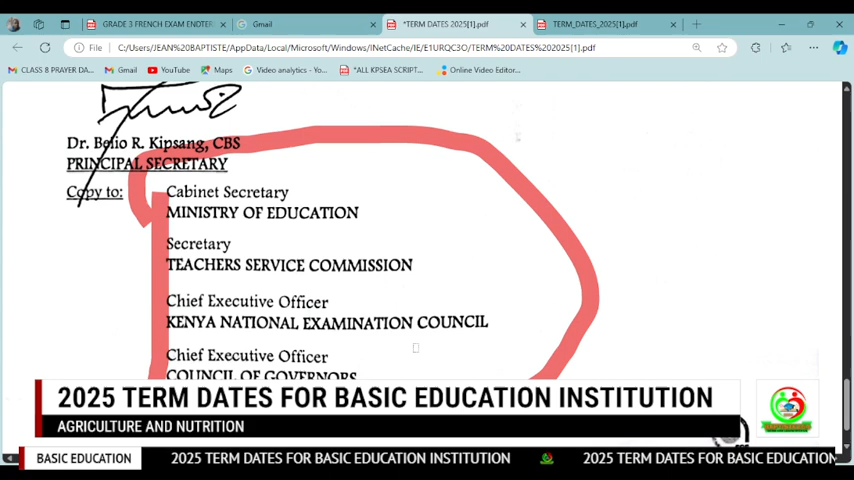 GRADE 3 FRENCH EXAM ENDTER
Gmail
*TERM DATES 2025[1].pdf
TERM_DATES_2025[1].pdf
File
C:/Users/JEAN%20BAPTISTE/AppData/Local/Microsoft/Windows/INetCache/IE/E1URQC3O/TERM%20DATES%202025[1].pdf
CLASS 8 PRAYER DA...
Gmail
YouTube
Maps
Video analytics - Yo...
*ALL KPSEA SCRIPT...
Online Video Editor...
Dr. Belio R. Kipsang, CBS
PRINCIPAL SECRETARY
Copy to: Cabinet Secretary
MINISTRY OF EDUCATION
Secretary
TEACHERS SERVICE COMMISSION
Chief Executive Officer
KENYA NATIONAL EXAMINATION COUNCIL
Chief Executive Officer
COUNCIL OF GOVERNORS
2025 TERM DATES FOR BASIC EDUCATION INSTITUTION
AGRICULTURE AND NUTRITION
BASIC EDUCATION
2025 TERM DATES FOR BASIC EDUCATION INSTITUTION
2025 TERM DATES FOR BASIC EDUCATION